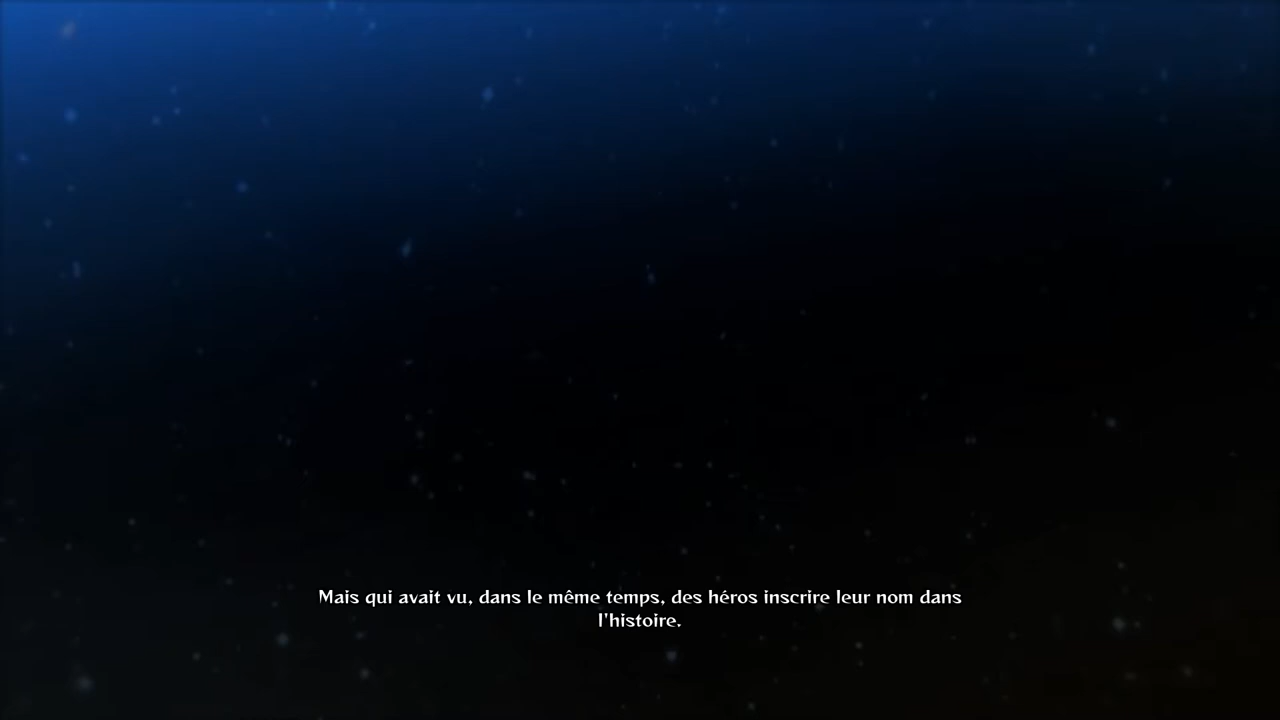 Mais qui avait vu, dans le même temps, des héros inscrire leur nom dans
l'histoire.